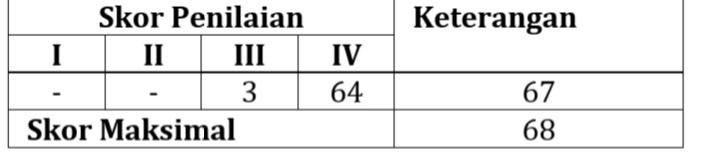 Skor Penilaian Keterangan
I II III IV
- - 3 64 67
Skor Maksimal 68